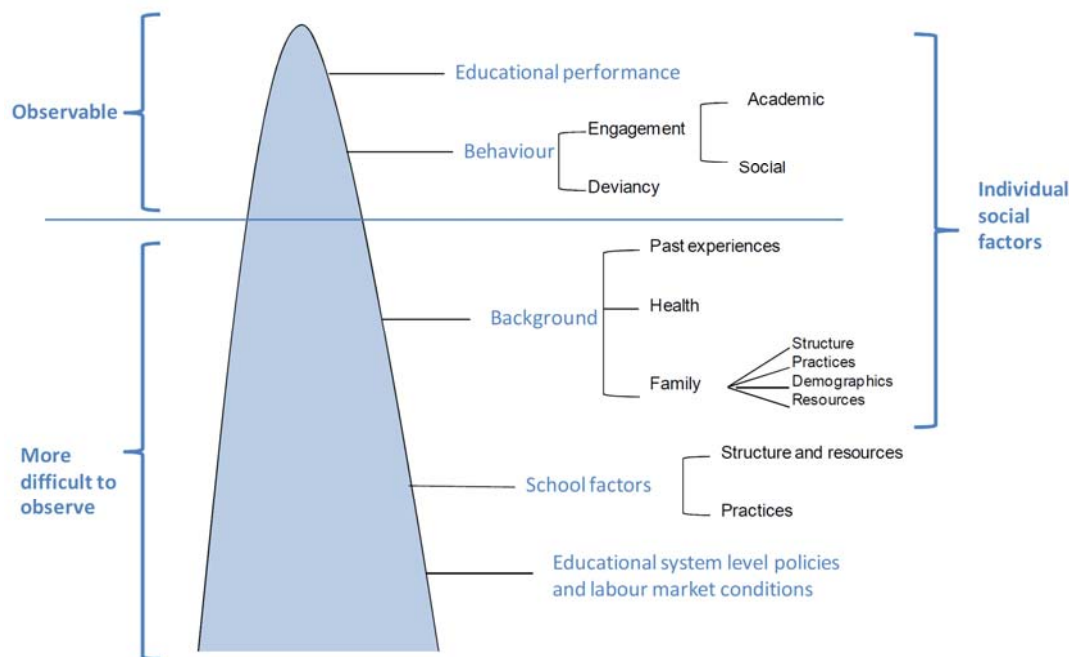 Educational performance
Observable
Academic
Engagement
Behaviour
Social
Deviancy
Individual
social
factors
Past experiences
Health
Background
Structure
Practices
Family
Demographics
Resources
More
difficult to
observe
Structure and resources
School factors
Practices
Educational system level policies
and labour market conditions